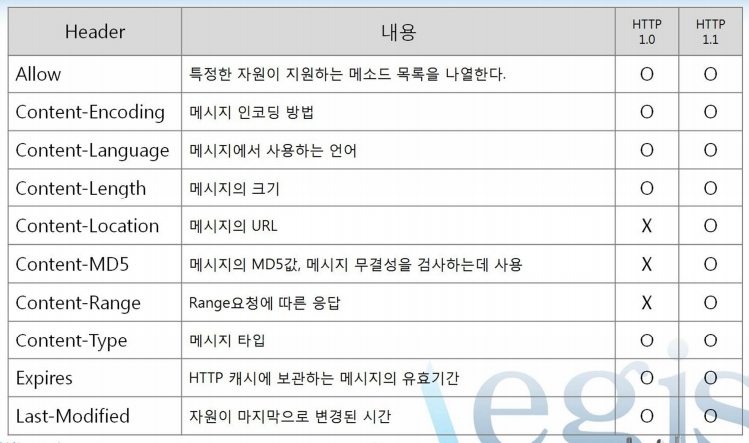 Header 내용 HTTP 1.0 HTTP 1.1
Allow 특정한 자원이 지원하는 메소드 목록을 나열한다. O O
Content-Encoding 메시지 인코딩 방법 O O
Content-Language 메시지에서 사용하는 언어 O O
Content-Length 메시지의 크기 O O
Content-Location 메시지의 URL X O
Content-MD5 메시지의 MD5값, 메시지 무결성을 검사하는데 사용 X O
Content-Range Range요청에 따른 응답 X O
Content-Type 메시지 타입 O O
Expires HTTP 캐시에 보관하는 메시지의 유효기간 O O
Last-Modified 자원이 마지막으로 변경된 시간 O O
egis